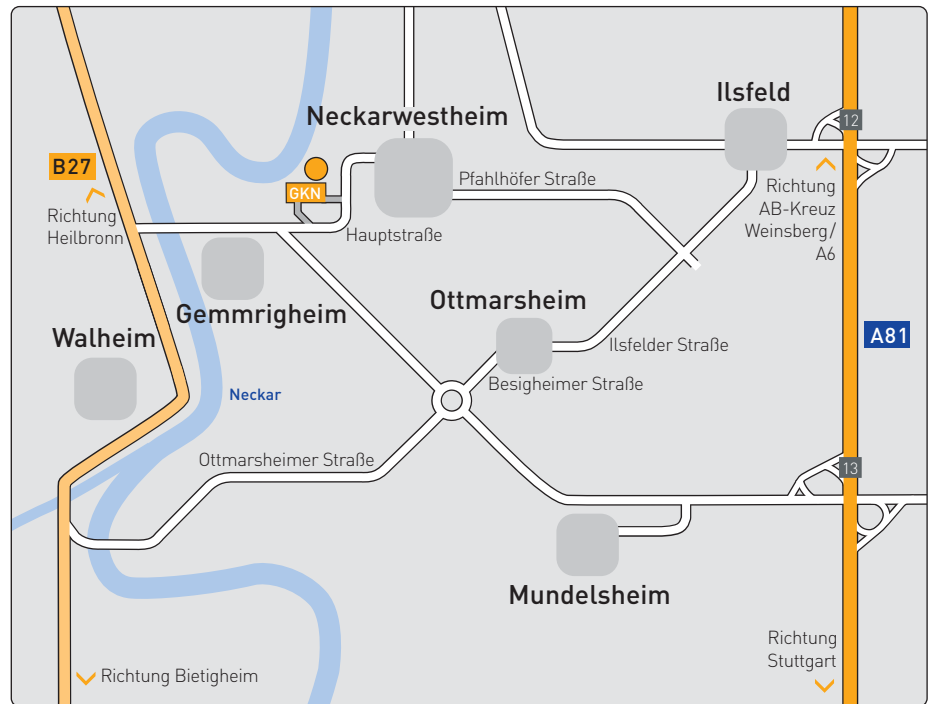 Ilsfeld
Neckarwestheim
12
B27
GKN
Pfahlhöfer Straße
Richtung
AB-Kreuz
Weinsberg/
A6
Richtung
Heilbronn
Hauptstraße
Ottmarsheim
Gemmrigheim
Walheim
A81
Ilsfelder Straße
Besigheimer Straße
Neckar
Ottmarsheimer Straße
13
Mundelsheim
Richtung
Stuttgart
Richtung Bietigheim